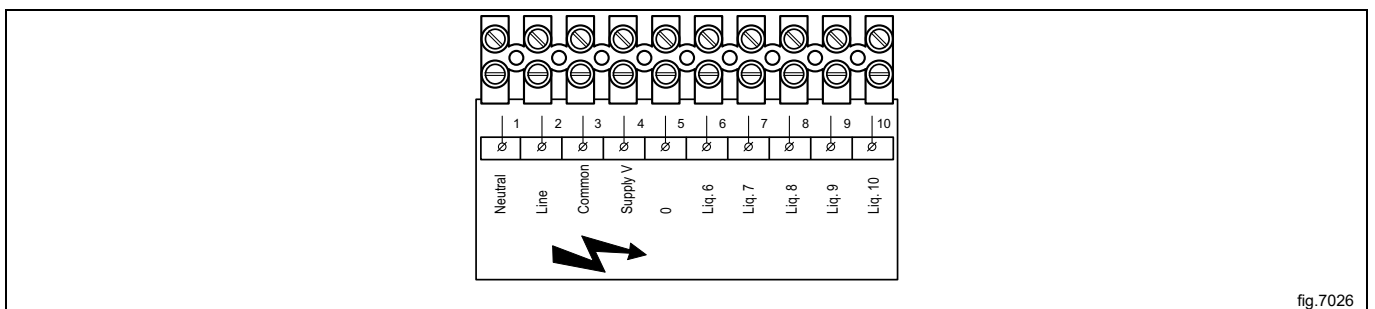 1 2 3 4 5 6 7 8 9 10
Neutral
Line
Common
Supply V
0
Liq. 6
Liq. 7
Liq. 8
Liq. 9
Liq. 10
fig.7026